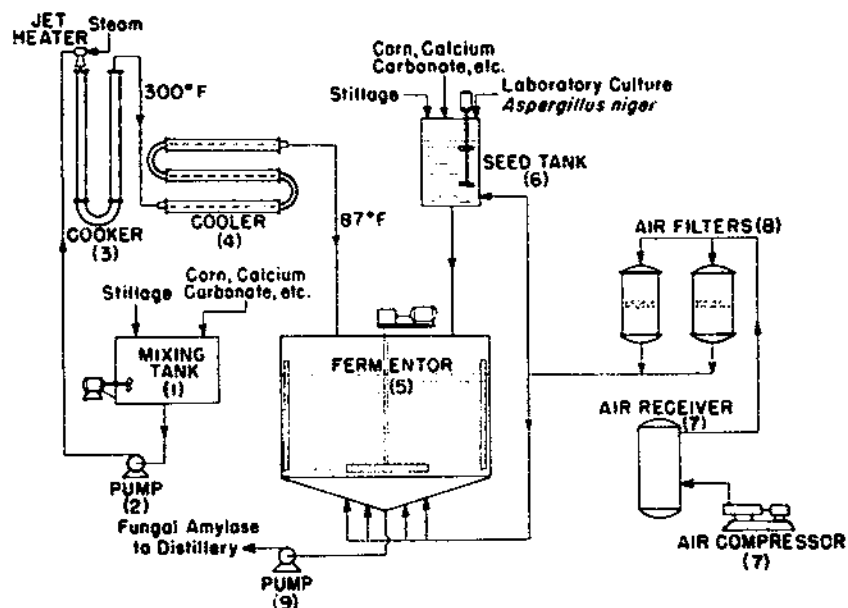 JET
HEATER
Steam
300°F
COOKER
(3)
COOLER
(4)
87°F
Corn, Calcium
Carbonate, etc.
Stillage
Laboratory Culture
Aspergillus niger
SEED TANK
(6)
AIR FILTERS (8)
Stillage
Corn, Calcium
Carbonate, etc.
MIXING
TANK
(1)
PUMP
(2)
FERMENTOR
(5)
AIR RECEIVER
(7)
AIR COMPRESSOR
(7)
Fungal Amylase
to Distillery
PUMP
(9)